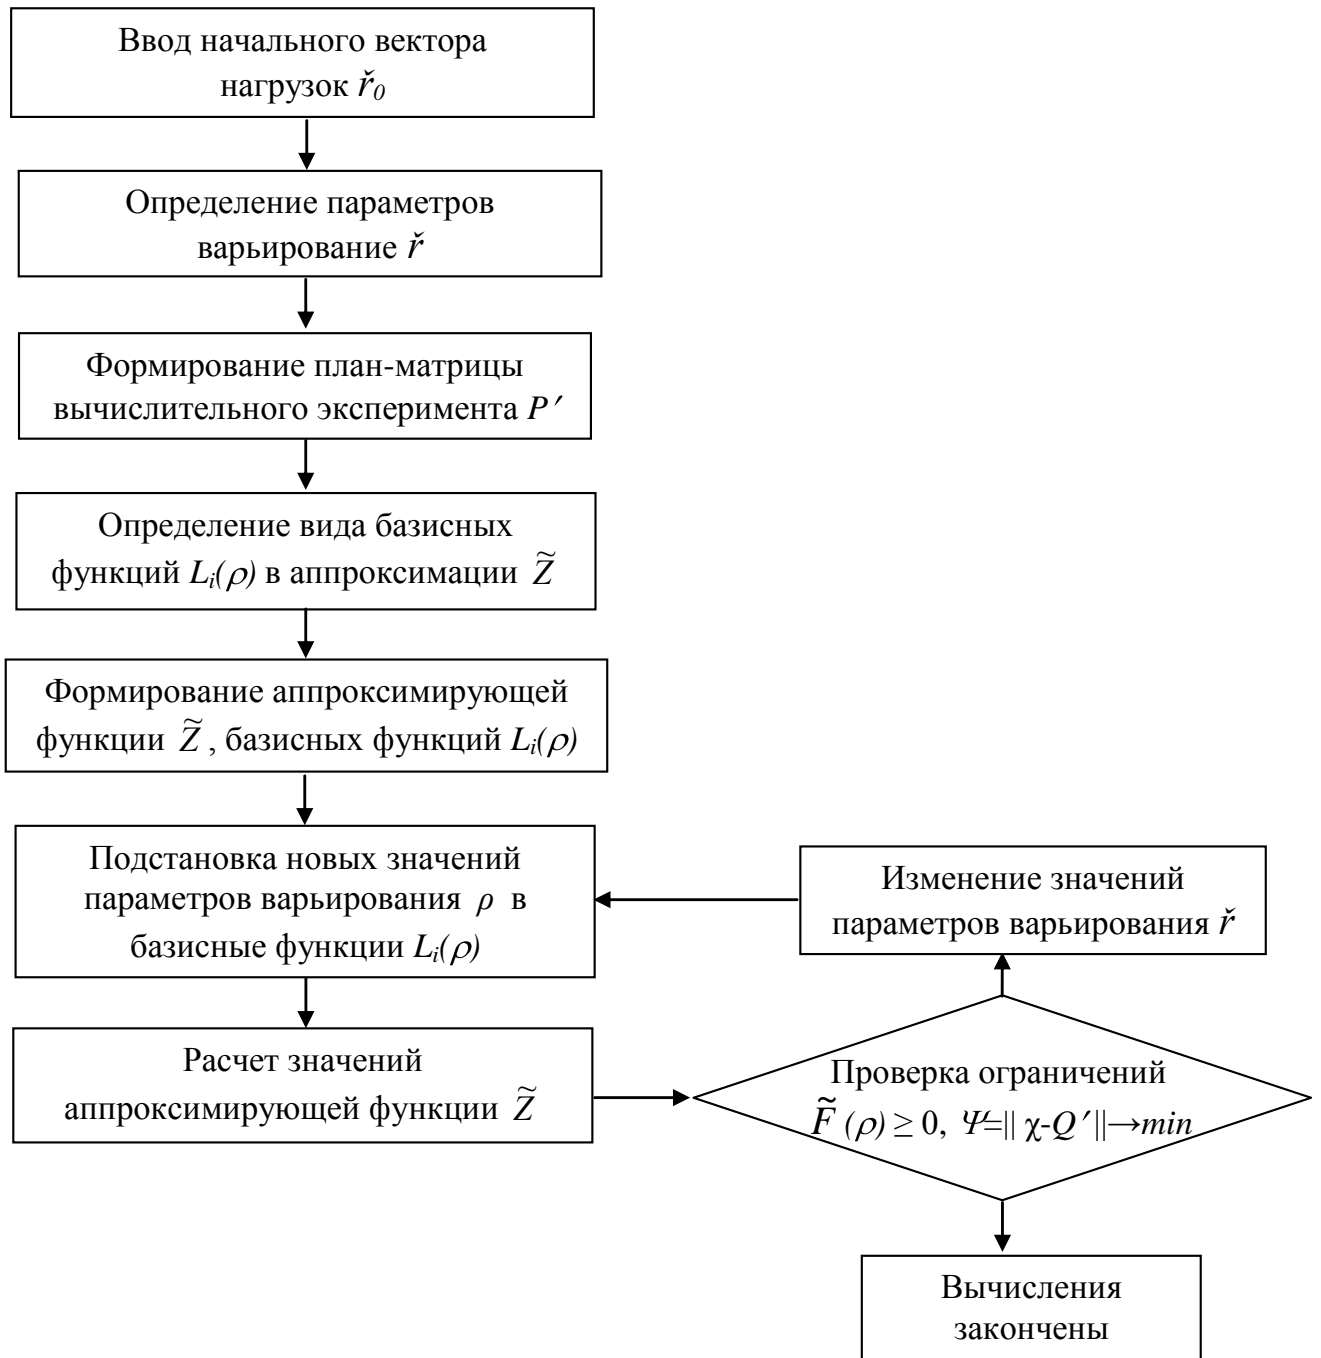 Ввод начального вектора
нагрузок ř₀
Определение параметров
варьирование ř
Формирование план-матрицы
вычислительного эксперимента P′
Определение вида базисных
функций Lᵢ(ρ) в аппроксимации Z̃
Формирование аппроксимирующей
функции Z̃ , базисных функций Lᵢ(ρ)
Подстановка новых значений
параметров варьирования ρ в
базисные функции Lᵢ(ρ)
Расчет значений
аппроксимирующей функции Z̃
Изменение значений
параметров варьирования ř
Проверка ограничений
F̃ (ρ) ≥ 0, Ψ=|| χ-Q′||→min
Вычисления
закончены